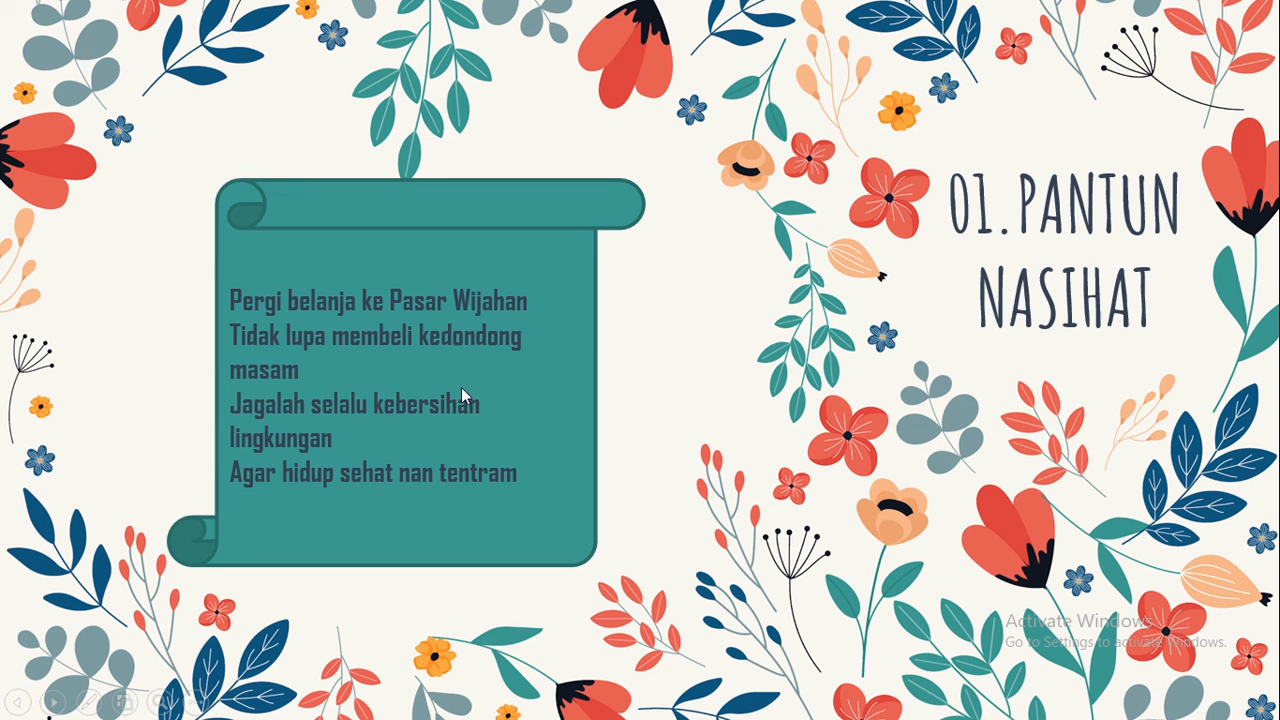 01.PANTUN
NASIHAT
Pergi belanja ke Pasar Wijahan
Tidak lupa membeli kedondong
masam
Jagalah selalu kebersihan
lingkungan
Agar hidup sehat nan tentram
Activate Windows
Go to Settings to activate Windows.